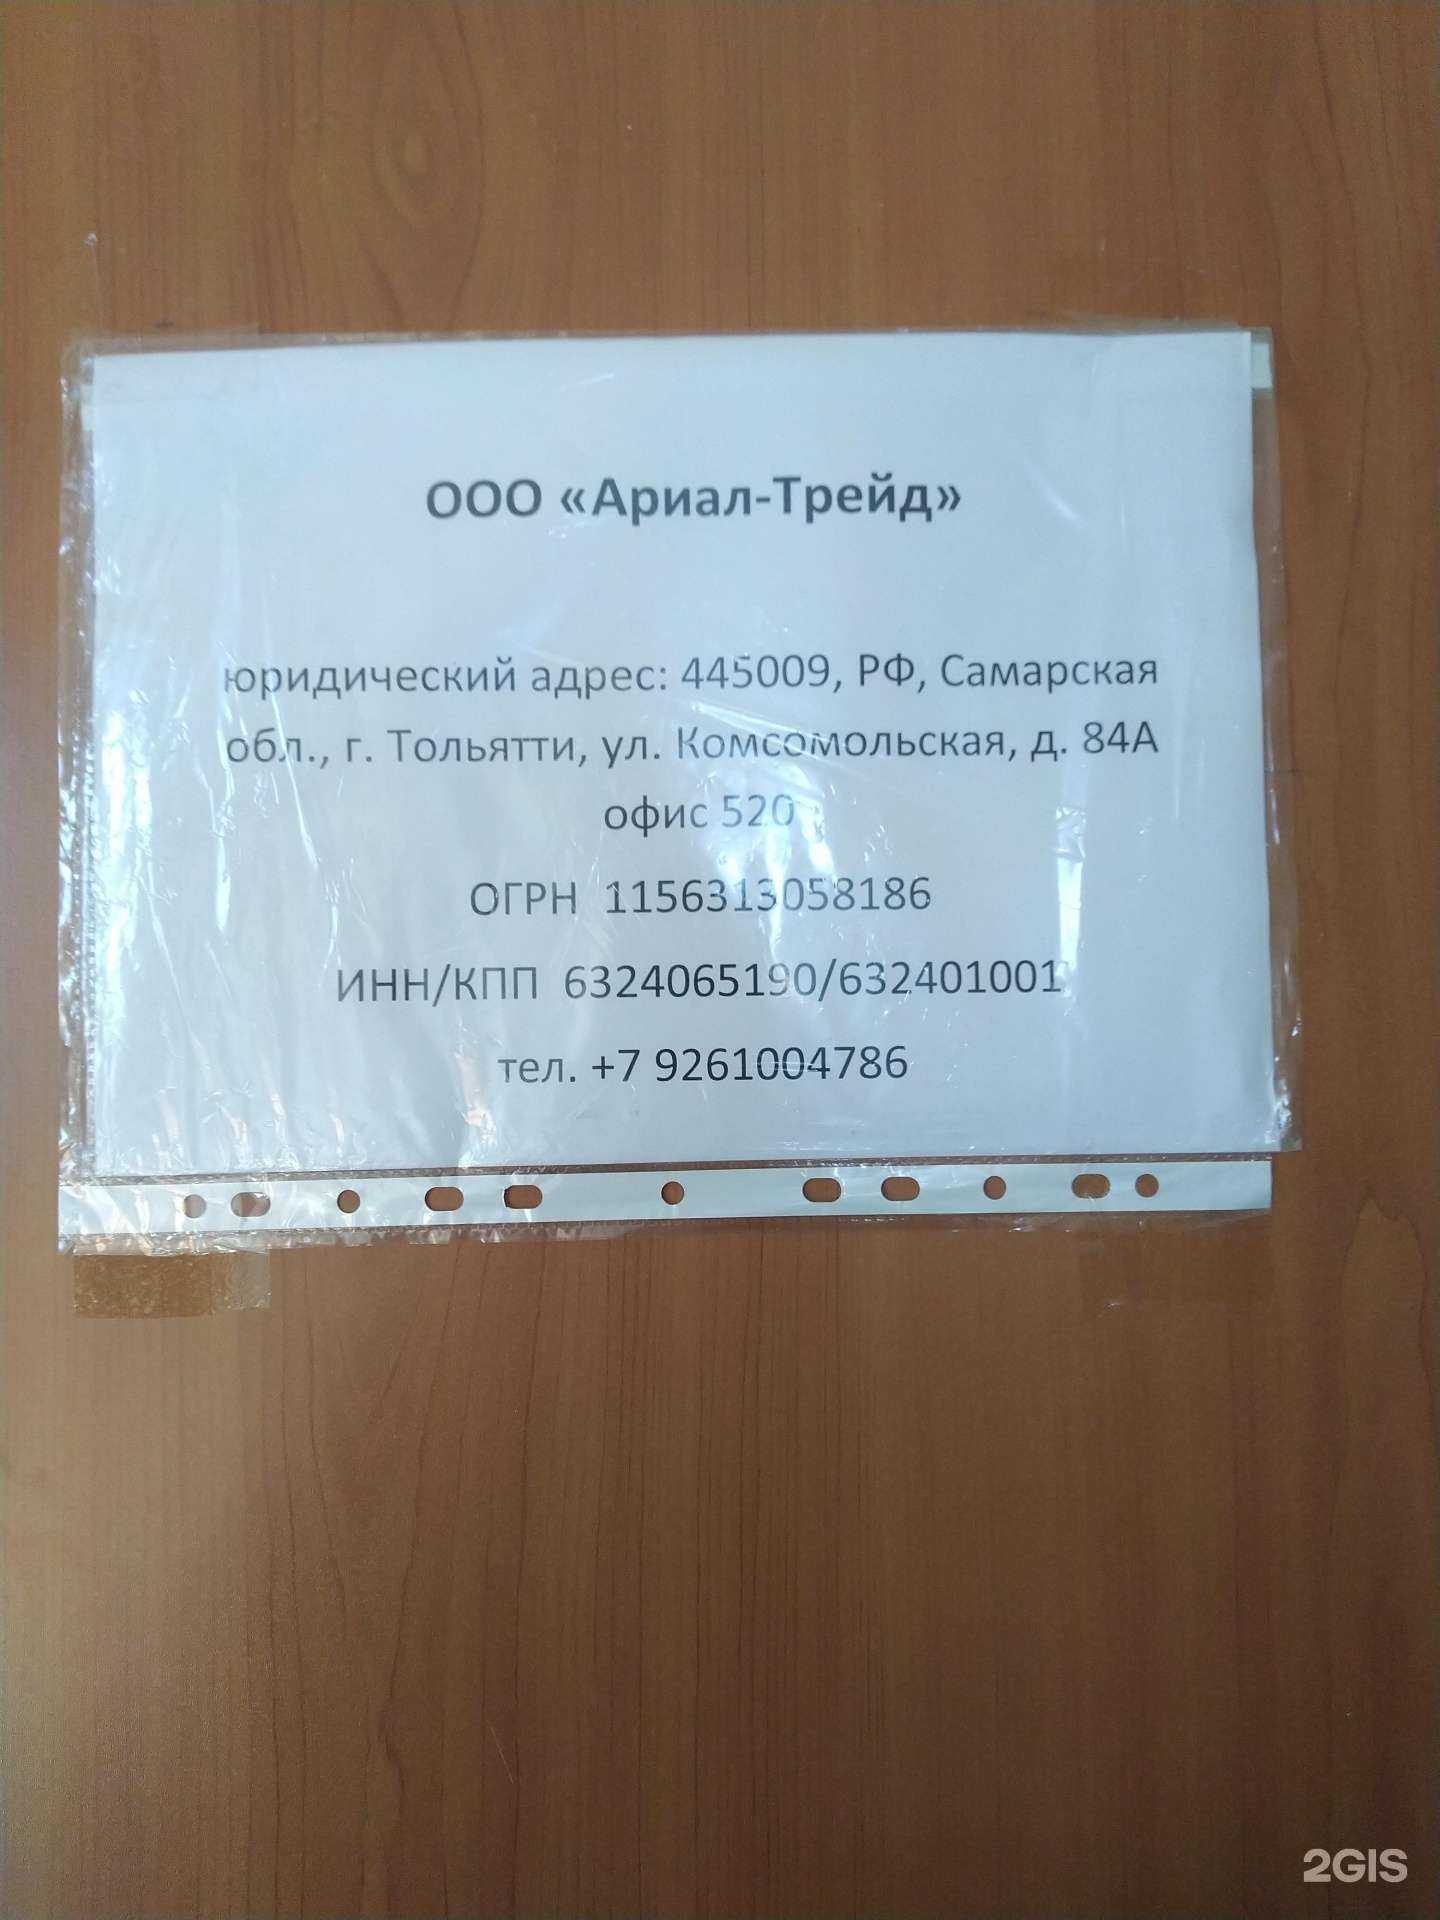 ООО «Ариал-Трейд»
юридический адрес: 445009, РФ, Самарская
обл., г. Тольятти, ул. Комсомольская, д. 84А
офис 520
ОГРН 1156313058186
ИНН/КПП 6324065190/632401001
тел. +7 9261004786
2GIS